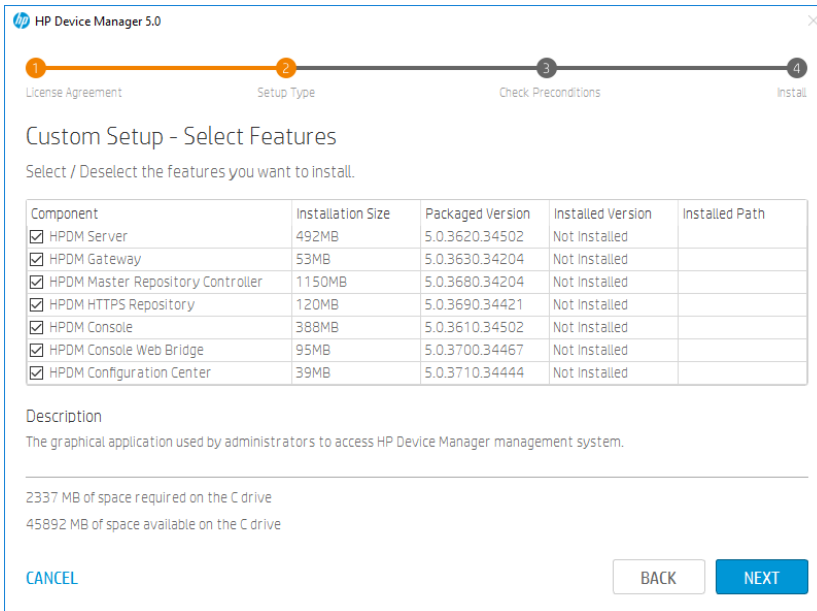 hp HP Device Manager 5.0
1 2 3 4
License Agreement Setup Type Check Preconditions Install
Custom Setup - Select Features
Select / Deselect the features you want to install.
Component Installation Size Packaged Version Installed Version Installed Path
HPDM Server 492MB 5.0.3620.34502 Not Installed
HPDM Gateway 53MB 5.0.3630.34204 Not Installed
HPDM Master Repository Controller 1150MB 5.0.3680.34204 Not Installed
HPDM HTTPS Repository 120MB 5.0.3690.34421 Not Installed
HPDM Console 388MB 5.0.3610.34502 Not Installed
HPDM Console Web Bridge 95MB 5.0.3700.34467 Not Installed
HPDM Configuration Center 39MB 5.0.3710.34444 Not Installed
Description
The graphical application used by administrators to access HP Device Manager management system.
2337 MB of space required on the C drive
45892 MB of space available on the C drive
CANCEL BACK NEXT